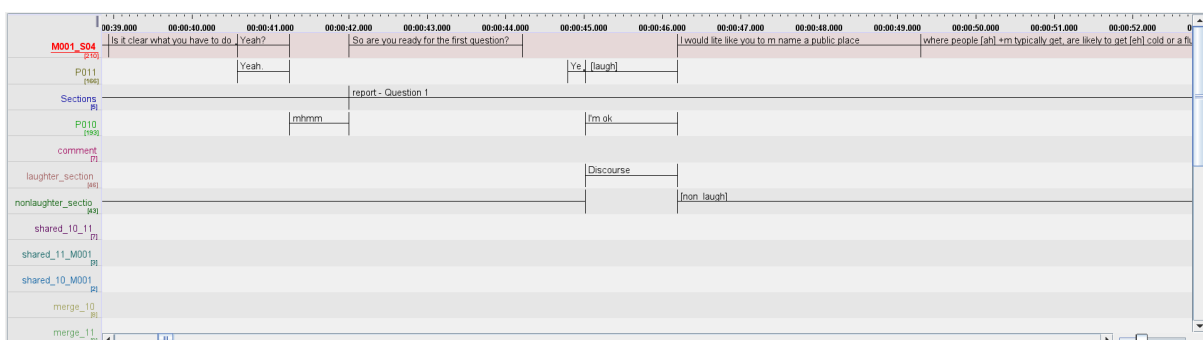 00:39.000 00:00:40.000 00:00:41.000 00:00:42.000 00:00:43.000 00:00:44.000 00:00:45.000 00:00:46.000 00:00:47.000 00:00:48.000 00:00:49.000 00:00:50.000 00:00:51.000 00:00:52.000 0
M001_S04 Is it clear what you have to do . Yeah? So are you ready for the first question? I would lite like you to m name a public place where people [ah] +m typically get, are likely to get [eh] cold or a flu
[210]
P011 Yeah. Ye. [laugh]
[166]
Sections report - Question 1
P010 mhmm I'm ok
[193]
comment
[7]
laughter_section Discourse
[46]
nonlaughter_sectio [non laugh]
[43]
shared_10_11
[7]
shared_11_M001
shared_10_M001
[2]
merge_10
merge_11